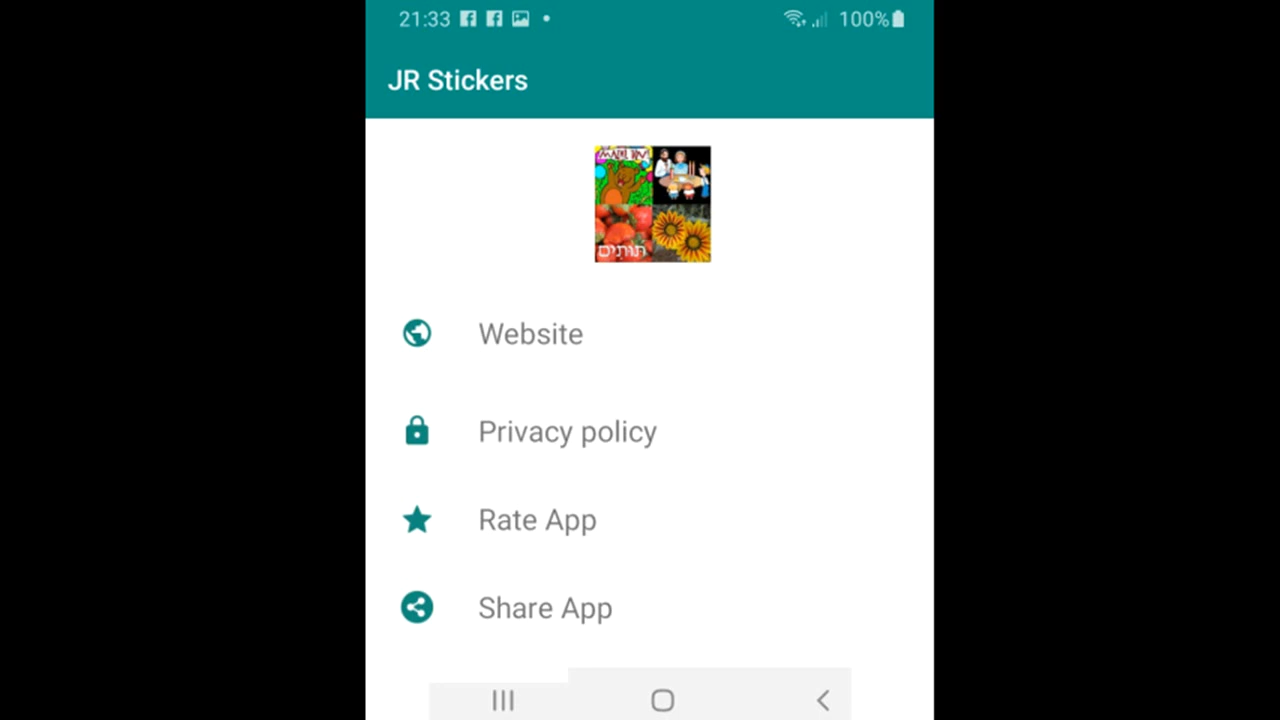 21:33
100%
JR Stickers
תותים
Website
Privacy policy
Rate App
Share App